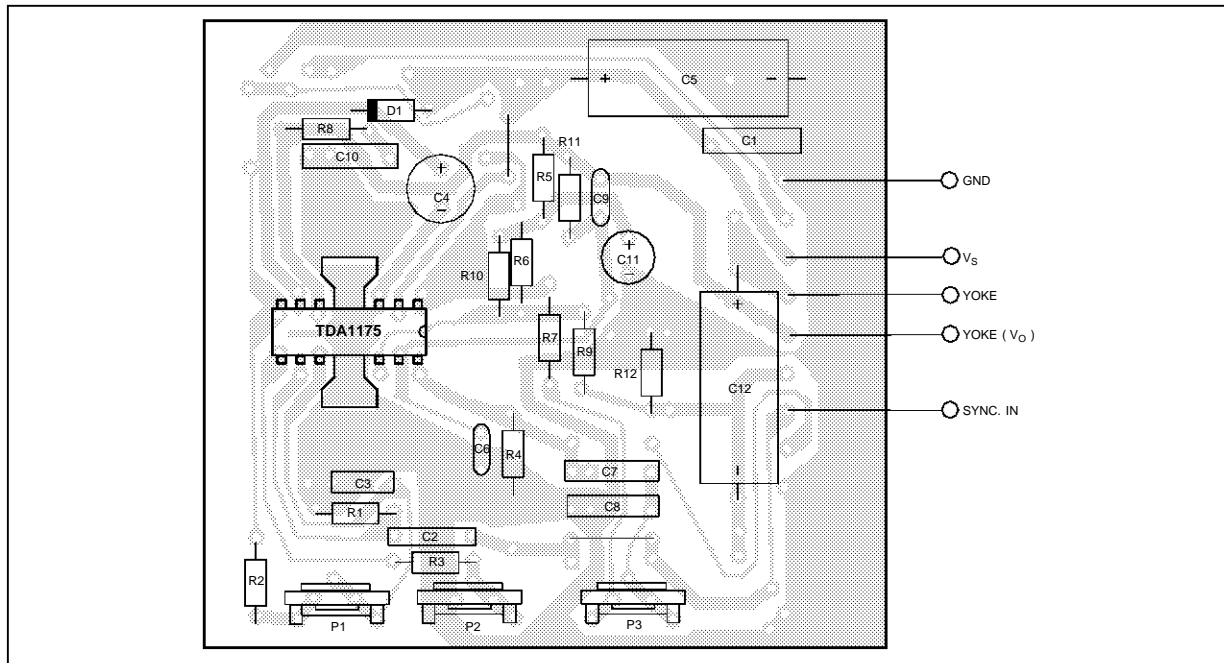 + C5 -
D1
R8
C10
R11
C1
+
C4
-
R5
C9
GND
R10
R6
+
C11
-
VS
YOKE
+
TDA1175
R7
R9
YOKE ( VO )
R12
C12
SYNC. IN
C6
R4
C7
-
C3
C8
R1
C2
R3
R2
P1
P2
P3